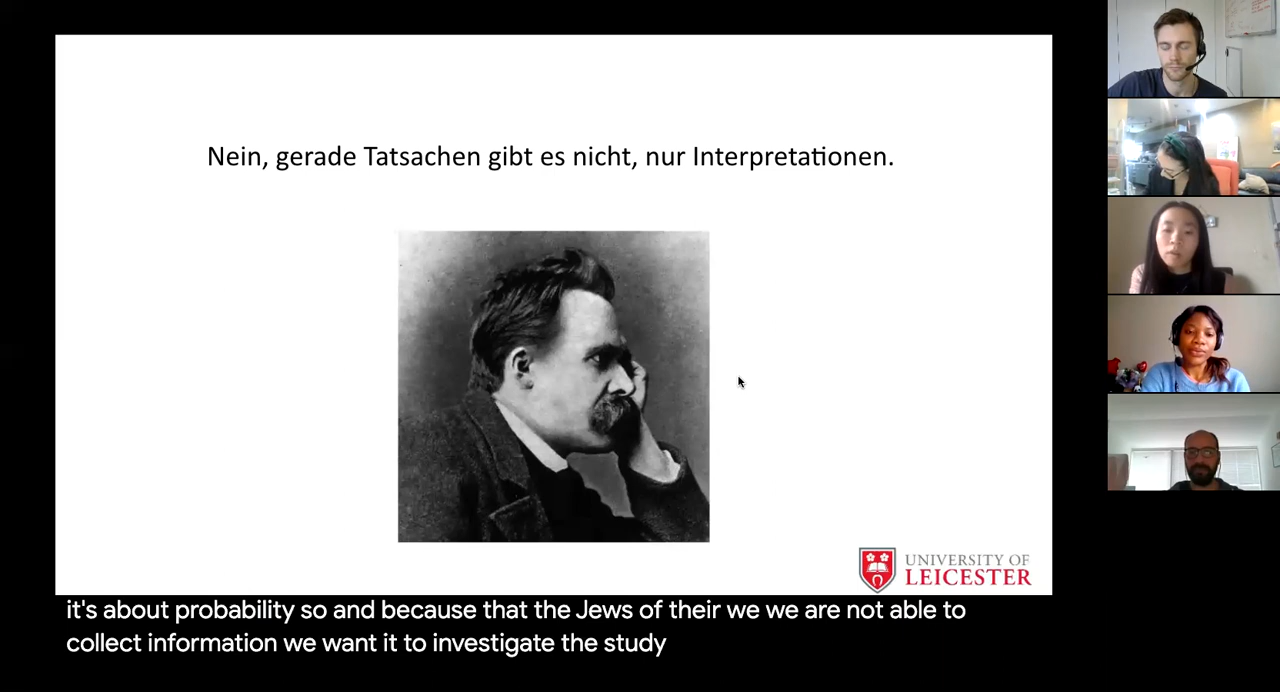 Nein, gerade Tatsachen gibt es nicht, nur Interpretationen.
UNIVERSITY OF
LEICESTER
it's about probability so and because that the Jews of their we we are not able to
collect information we want it to investigate the study